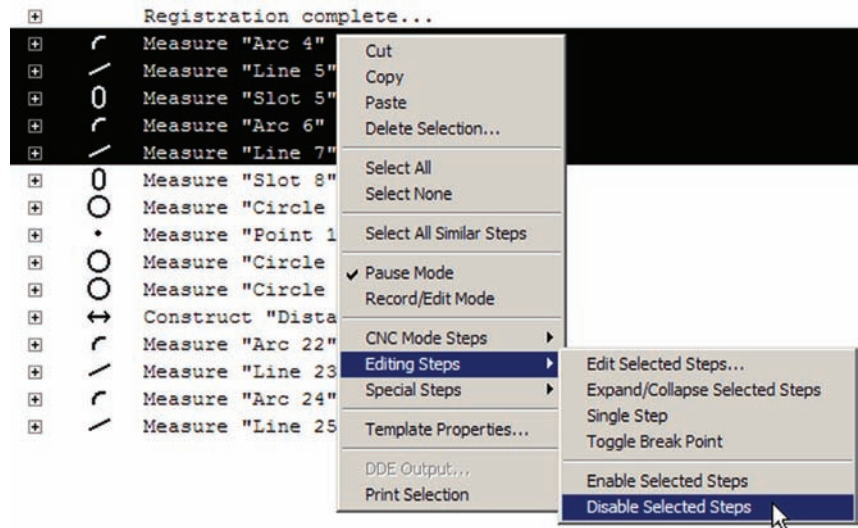 Registration complete...
Measure "Arc 4"
Measure "Line 5"
Measure "Slot 5"
Measure "Arc 6"
Measure "Line 7"
Measure "Slot 8"
Measure "Circle
Measure "Point 1
Measure "Circle
Measure "Circle
Construct "Dista
Measure "Arc 22"
Measure "Line 23
Measure "Arc 24"
Measure "Line 25
Cut
Copy
Paste
Delete Selection...
Select All
Select None
Select All Similar Steps
Pause Mode
Record/Edit Mode
CNC Mode Steps
Editing Steps
Special Steps
Template Properties...
DDE Output...
Print Selection
Edit Selected Steps...
Expand/Collapse Selected Steps
Single Step
Toggle Break Point
Enable Selected Steps
Disable Selected Steps